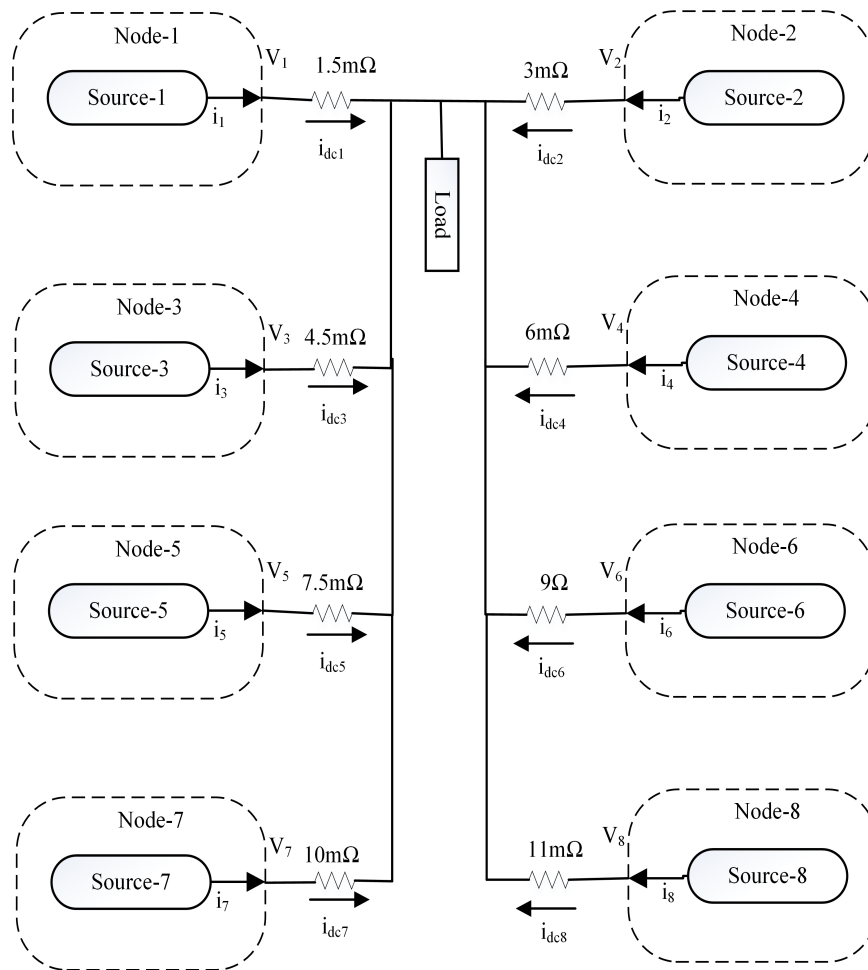 Node-1
Source-1
i1
V1
1.5mΩ
idc1
Load
3mΩ
idc2
V2
Node-2
Source-2
i2
Node-3
Source-3
i3
V3
4.5mΩ
idc3
6mΩ
idc4
V4
Node-4
Source-4
i4
Node-5
Source-5
i5
V5
7.5mΩ
idc5
9Ω
idc6
V6
Node-6
Source-6
i6
Node-7
Source-7
i7
V7
10mΩ
idc7
11mΩ
idc8
V8
Node-8
Source-8
i8